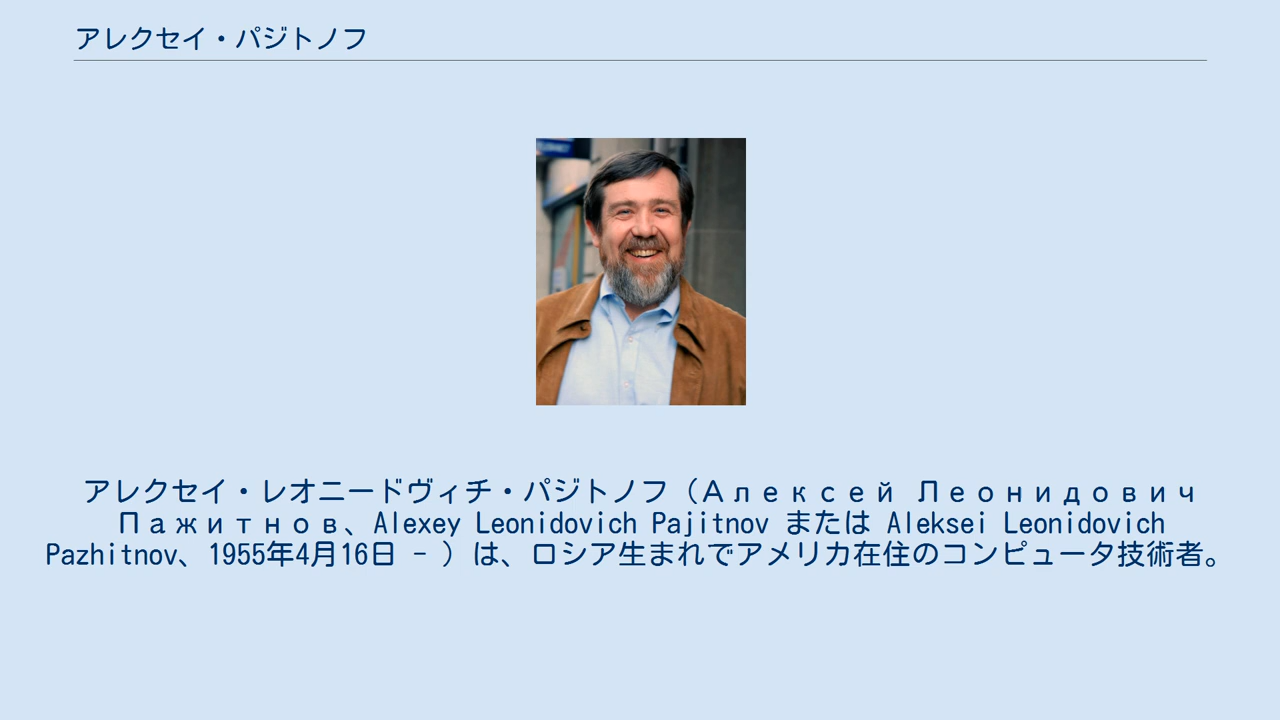 アレクセイ・パジトノフ
アレクセイ・レオニードヴィチ・パジトノフ（Алексей Леонидович
Пажитнов、Alexey Leonidovich Pajitnov または Aleksei Leonidovich
Pazhitnov、1955年4月16日 - ）は、ロシア生まれでアメリカ在住のコンピュータ技術者。